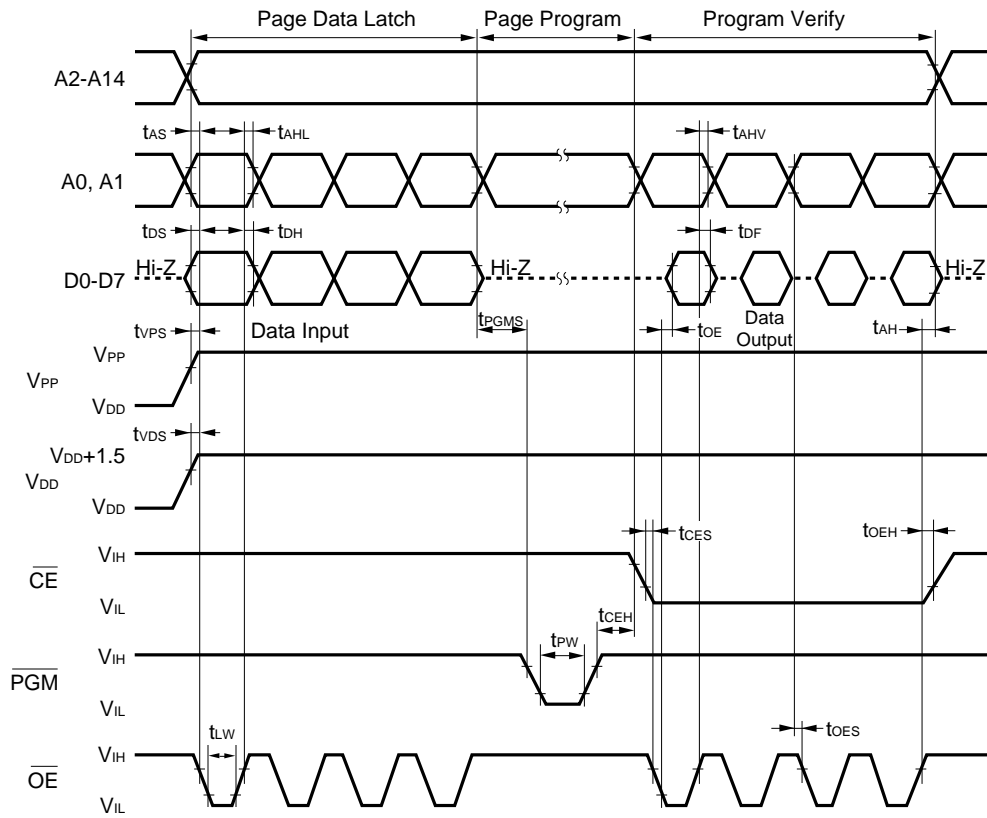 Page Data Latch Page Program Program Verify
A2-A14
tAS tAHL tAHV
A0, A1
tDS tDH tDF
Hi-Z Hi-Z Hi-Z
D0-D7
Data Input tPGMS tOE Data Output tAH
tVPS
VPP
VPP
VDD
tVDS
VDD+1.5
VDD
VDD
tCES tOEH
VIH
CE
VIL
tCEH
tPW
VIH
PGM
VIL
tLW tOES
VIH
OE
VIL